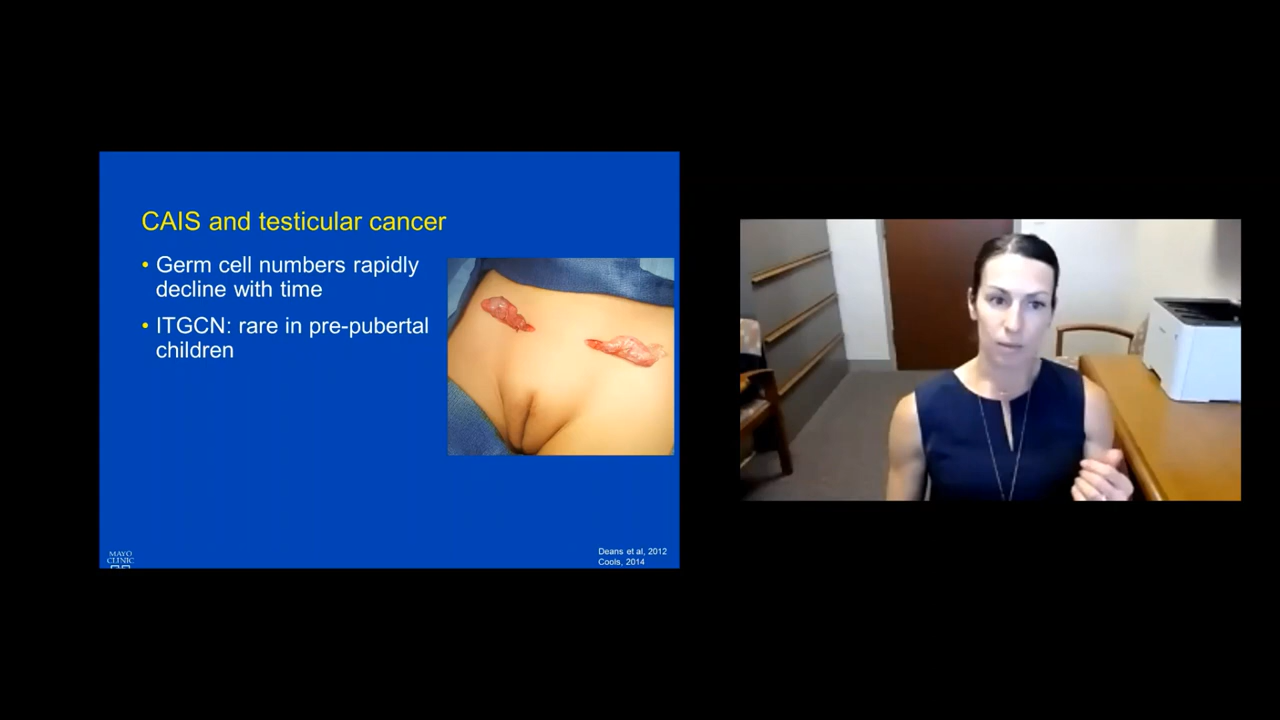 CAIS and testicular cancer
• Germ cell numbers rapidly
decline with time
• ITGCN: rare in pre-pubertal
children
MAYO
CLINIC
Deans et al, 2012
Cools, 2014